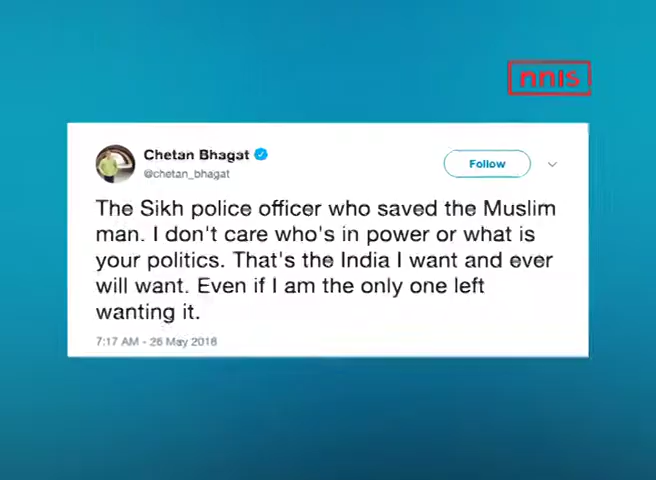 nnis
Chetan Bhagat
@chetan_bhagat
Follow
The Sikh police officer who saved the Muslim
man. I don't care who's in power or what is
your politics. That's the India I want and ever
will want. Even if I am the only one left
wanting it.
7:17 AM - 26 May 2018